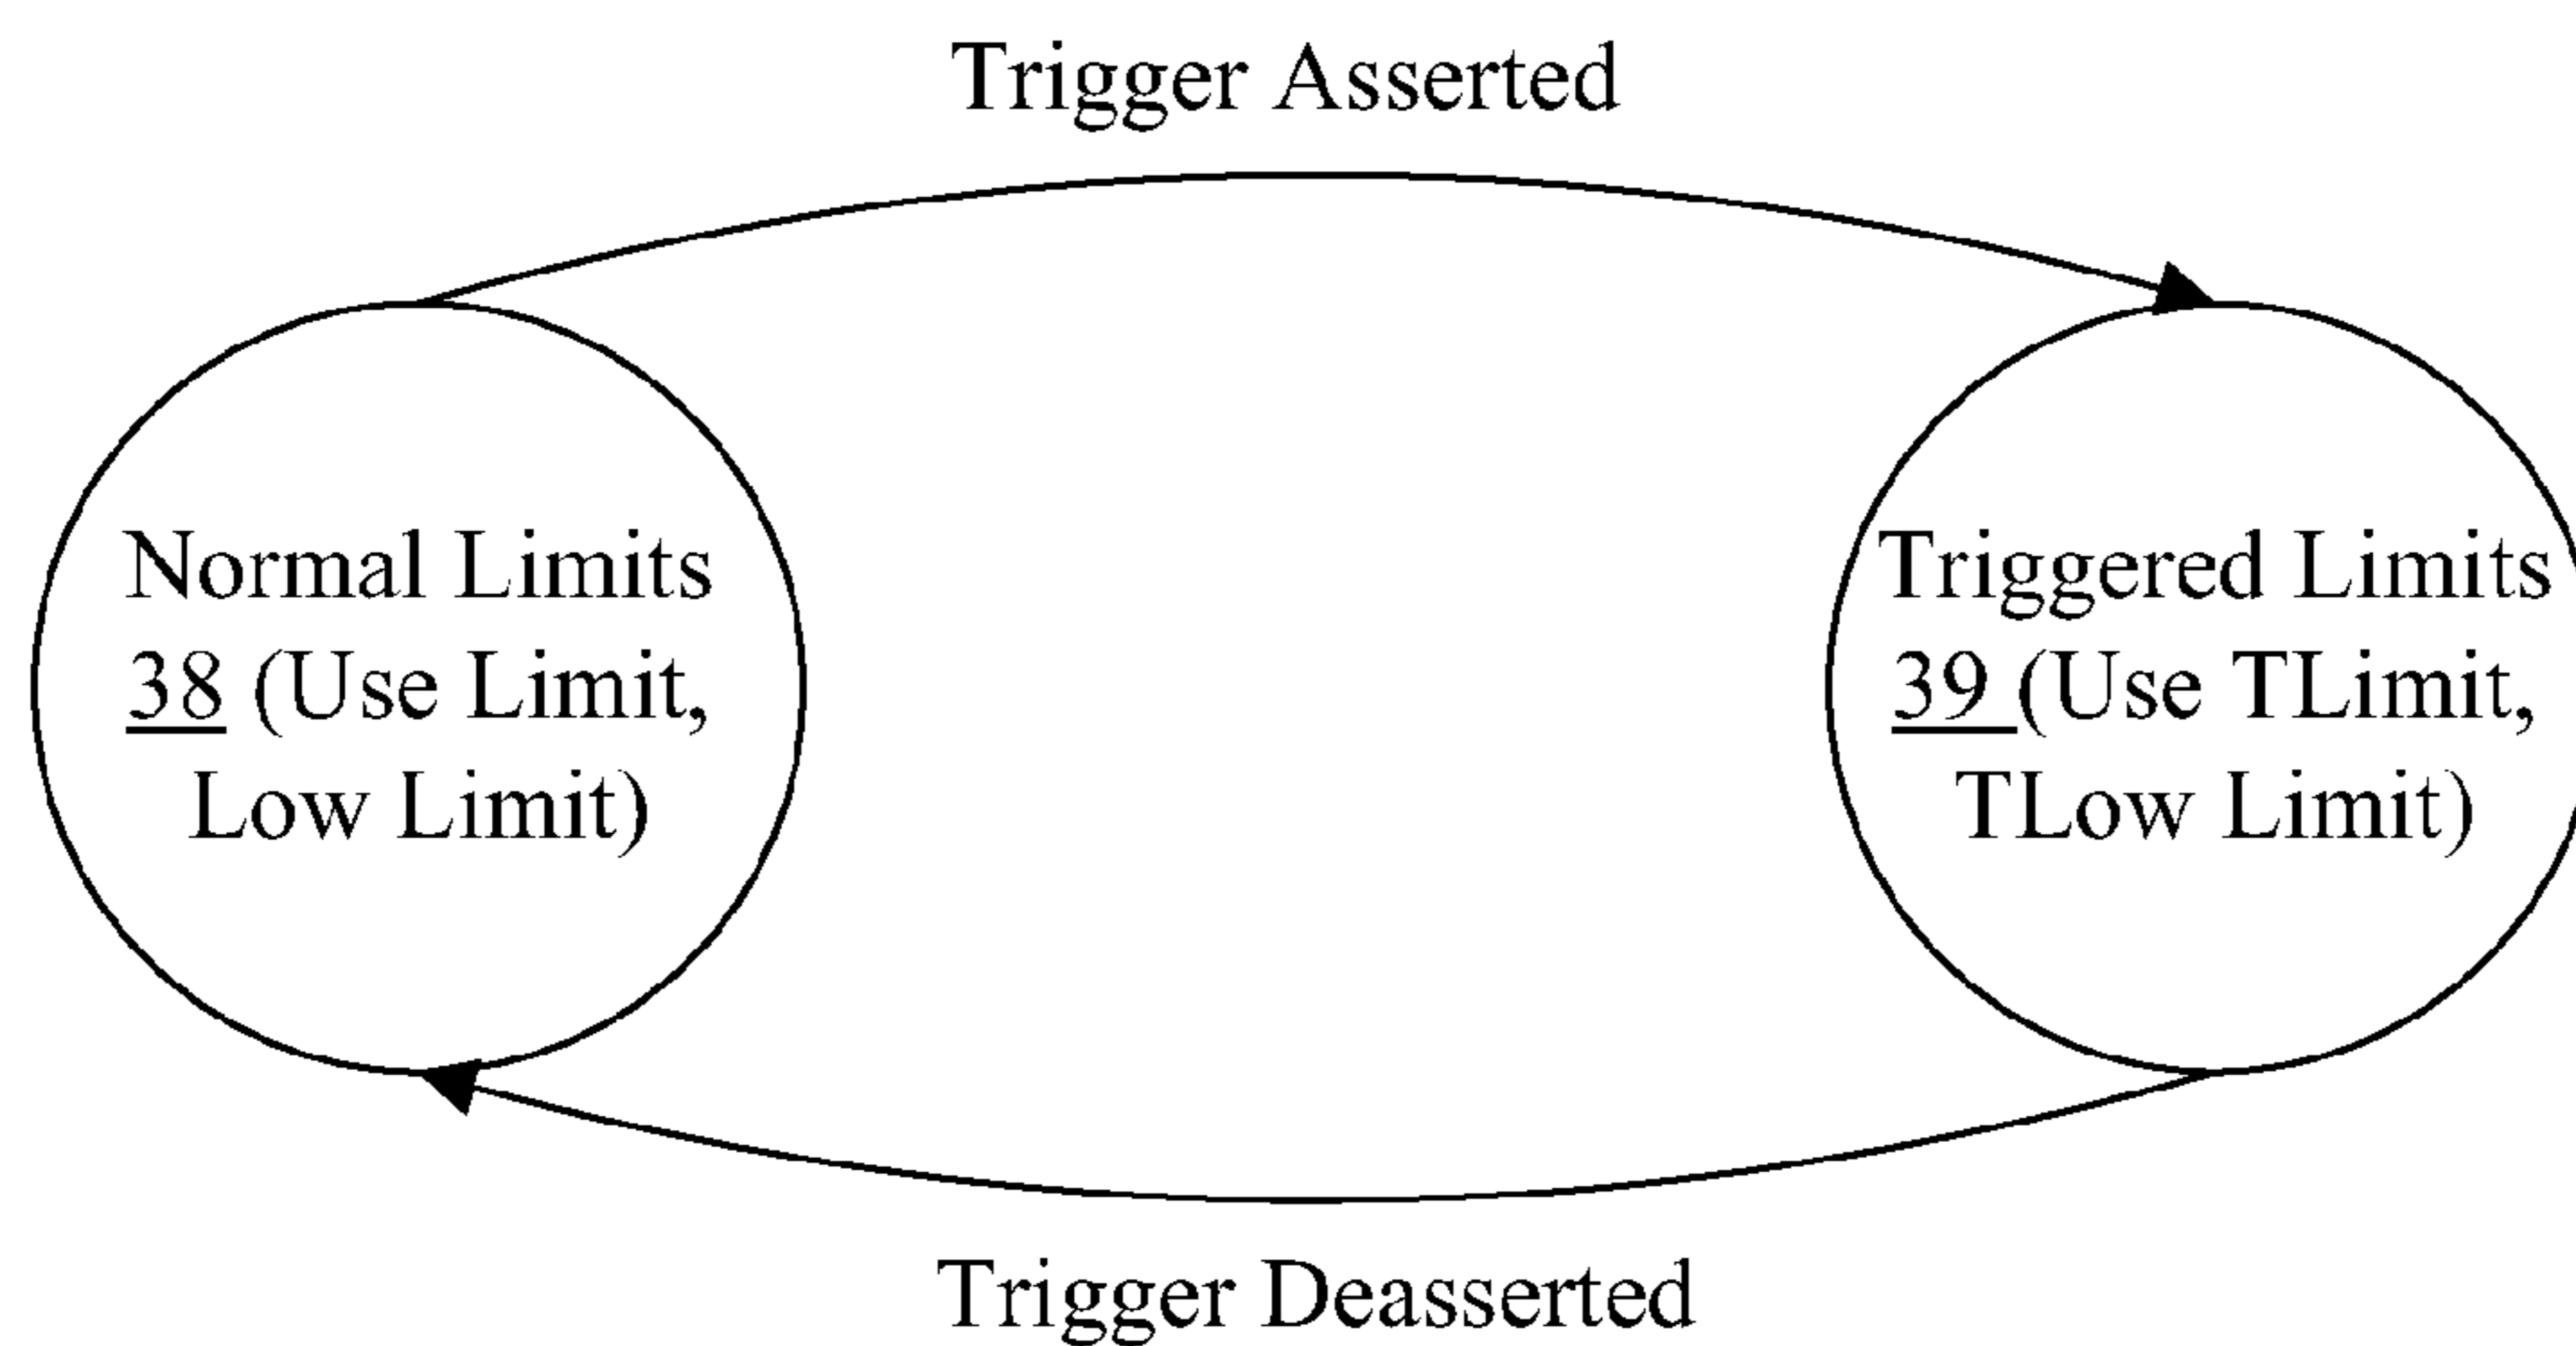 Trigger Asserted
Normal Limits
38 (Use Limit,
Low Limit)
Triggered Limits
39 (Use TLimit,
TLow Limit)
Trigger Deasserted